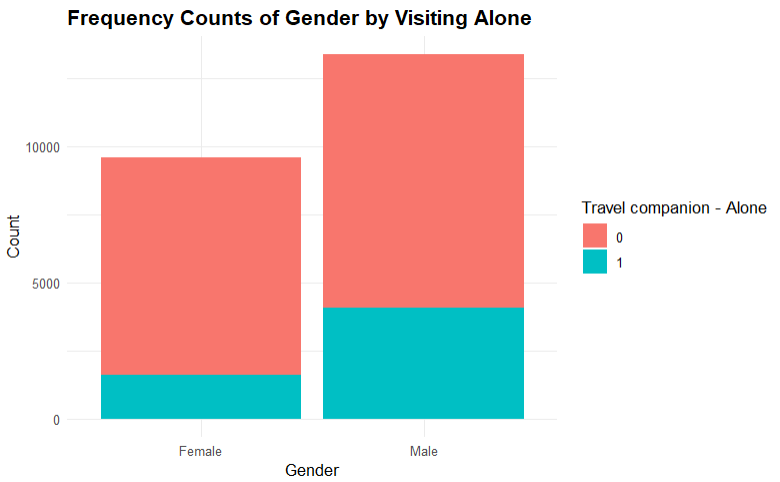 Frequency Counts of Gender by Visiting Alone
10000
5000
0
Count
Female
Male
Gender
Travel companion - Alone
0
1